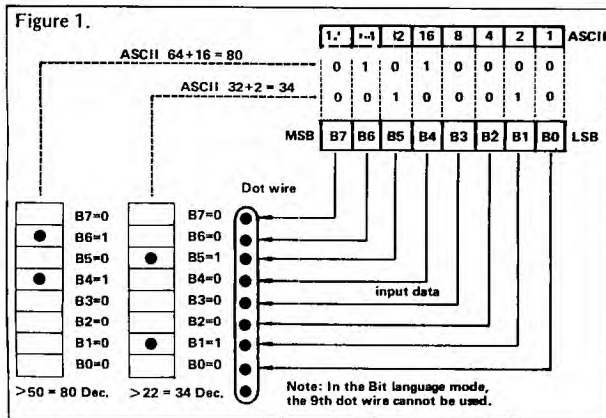 Figure 1.
16 8 4 2 1 ASCII
ASCII 64+16 = 80
0 1 0 1 0 0 0 0
ASCII 32+2 = 34
0 0 1 0 0 0 1 0
MSB B7 B6 B5 B4 B3 B2 B1 B0 LSB
Dot wire
B7=0 B7=0
B6=1 B6=0
B5=0 B5=1
B4=1 B4=0
B3=0 B3=0
input data
B2=0 B2=0
B1=0 B1=1
B0=0 B0=0
>50 = 80 Dec. >22 = 34 Dec.
Note: In the Bit language mode,
the 9th dot wire cannot be used.